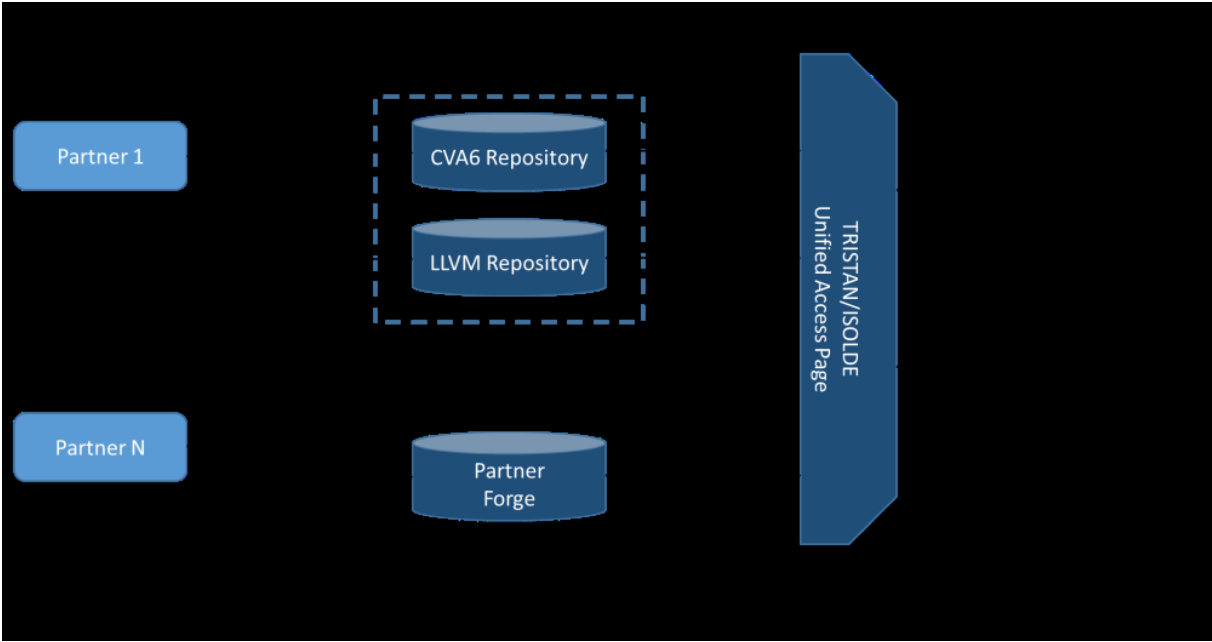 Partner 1
CVA6 Repository
LLVM Repository
Partner N
Partner
Forge
TRISTAN/ISOLDE
Unified Access Page